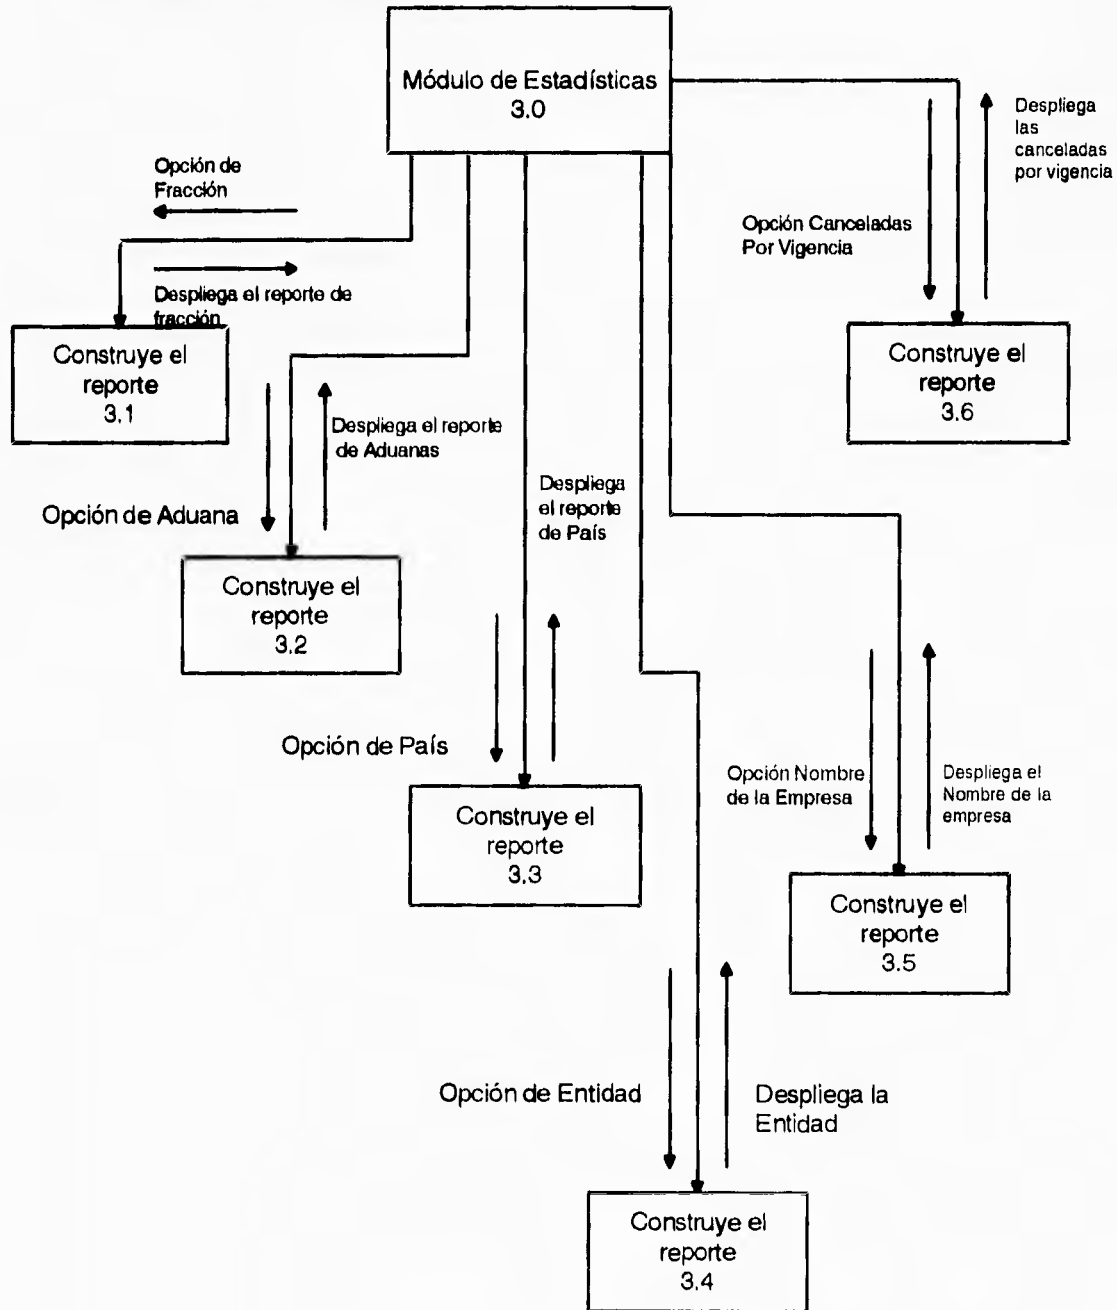 Módulo de Estadísticas
3.0
Opción de
Fracción
Despliega el reporte de
fracción
Construye el
reporte
3.1
Despliega
las
canceladas
por vigencia
Opción Canceladas
Por Vigencia
Construye el
reporte
3.6
Despliega el reporte
de Aduanas
Opción de Aduana
Construye el
reporte
3.2
Despliega
el reporte
de País
Opción de País
Construye el
reporte
3.3
Opción Nombre
de la Empresa
Despliega el
Nombre de la
empresa
Construye el
reporte
3.5
Opción de Entidad
Despliega la
Entidad
Construye el
reporte
3.4